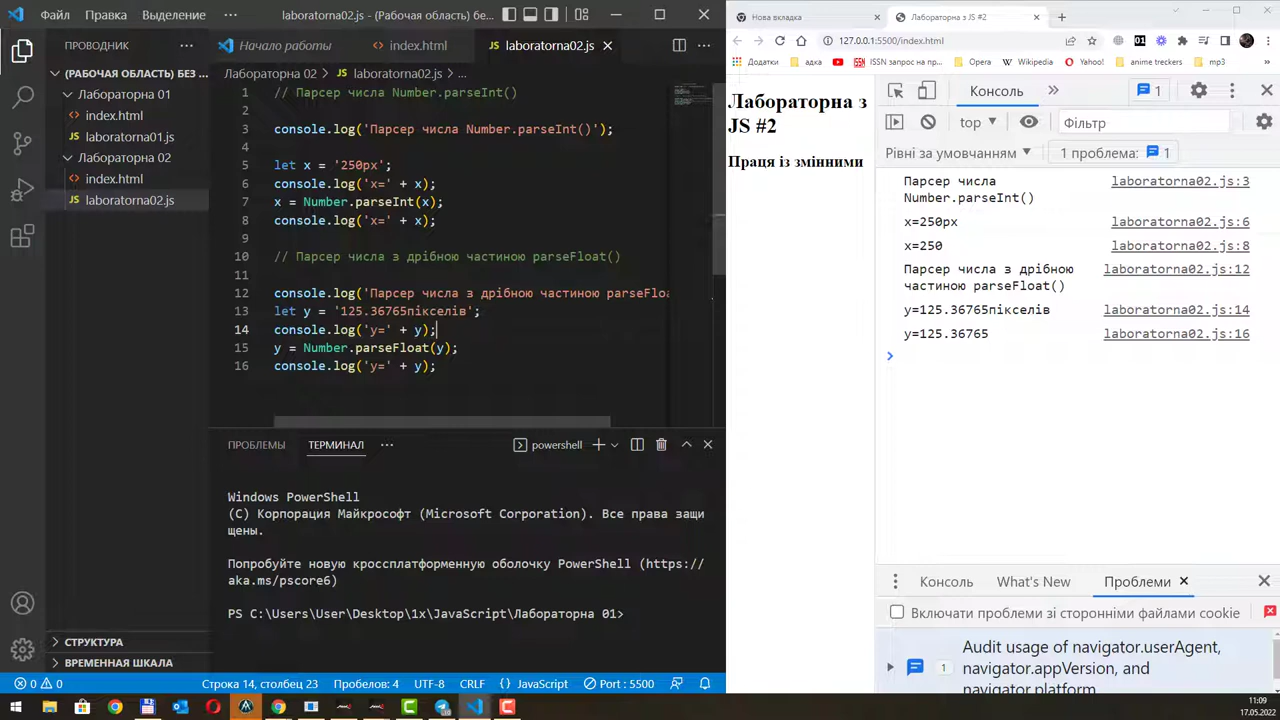 Файл
Правка
Выделение
···
laboratorna02.js - (Рабочая область) бе...
ПРОВОДНИК
···
(РАБОЧАЯ ОБЛАСТЬ) БЕЗ ...
Лабораторна 01
index.html
laboratorna01.js
Лабораторна 02
index.html
laboratorna02.js
СТРУКТУРА
ВРЕМЕННАЯ ШКАЛА
Начало работы
index.html
laboratorna02.js
Лабораторна 02 > JS laboratorna02.js > ...
1 // Парсер числа Number.parseInt()
2
3 console.log('Парсер числа Number.parseInt()');
4
5 let x = '250px';
6 console.log('x=' + x);
7 x = Number.parseInt(x);
8 console.log('x=' + x);
9
10 // Парсер числа з дрібною частиною parseFloat()
11
12 console.log('Парсер числа з дрібною частиною parseFloa
13 let y = '125.36765пікселів';
14 console.log('y=' + y);
15 y = Number.parseFloat(y);
16 console.log('y=' + y);
ПРОБЛЕМЫ
ТЕРМИНАЛ
···
powershell
Windows PowerShell
(C) Корпорация Майкрософт (Microsoft Corporation). Все права защи
щены.
Попробуйте новую кроссплатформенную оболочку PowerShell (https://
aka.ms/pscore6)
PS C:\Users\User\Desktop\1x\JavaScript\Лабораторна 01>
0 0
Строка 14, столбец 23
Пробелов: 4
UTF-8
CRLF
JavaScript
Port : 5500
Нова вкладка
Лабораторна з JS #2
127.0.0.1:5500/index.html
Додатки
адка
ISSN запрос на пр...
Opera
Wikipedia
Yahoo!
anime treckers
mp3
Лабораторна з
JS #2
Праця із змінними
Консоль
1
top
Фільтр
Рівні за умовчанням
1 проблема: 1
Парсер числа laboratorna02.js:3
Number.parseInt()
x=250px laboratorna02.js:6
x=250 laboratorna02.js:8
Парсер числа з дрібною laboratorna02.js:12
частиною parseFloat()
y=125.36765пікселів laboratorna02.js:14
y=125.36765 laboratorna02.js:16
Консоль
What's New
Проблеми
Включати проблеми зі сторонніми файлами cookie
Audit usage of navigator.userAgent,
1 navigator.appVersion, and
navigator.platform
11:09
17.05.2022